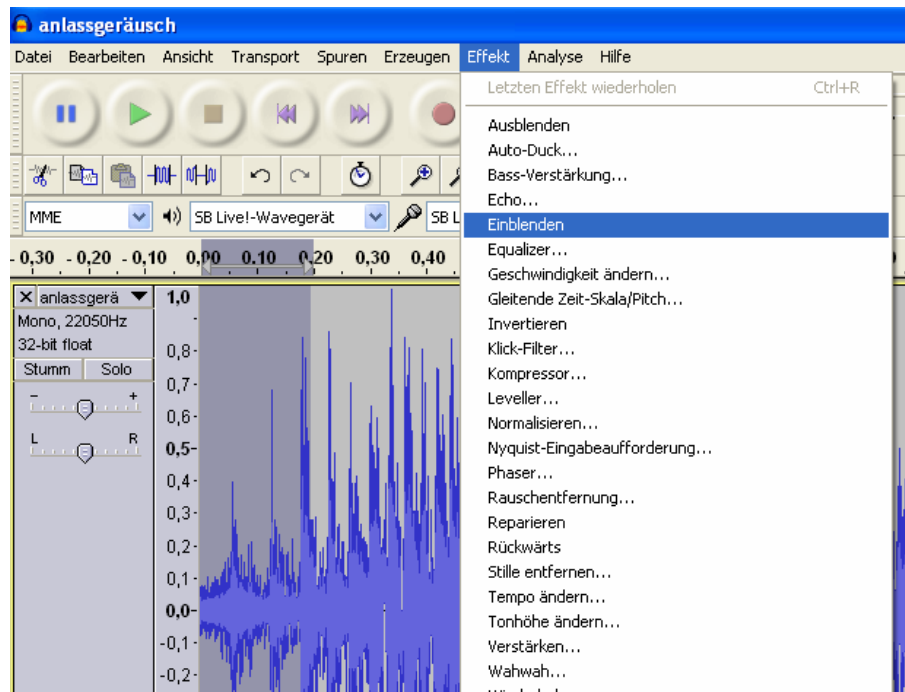 anlassgeräusch
Datei Bearbeiten Ansicht Transport Spuren Erzeugen Effekt Analyse Hilfe
Letzten Effekt wiederholen Ctrl+R
Ausblenden
Auto-Duck...
Bass-Verstärkung...
Echo...
Einblenden
Equalizer...
Geschwindigkeit ändern...
Gleitende Zeit-Skala/Pitch...
Invertieren
Klick-Filter...
Kompressor...
Leveller...
Normalisieren...
Nyquist-Eingabeaufforderung...
Phaser...
Rauschentfernung...
Reparieren
Rückwärts
Stille entfernen...
Tempo ändern...
Tonhöhe ändern...
Verstärken...
Wahwah...
MME SB Live!-Wavegerät SB L
- 0,30 - 0,20 - 0,10 0,00 0,10 0,20 0,30 0,40
anlassgerä
Mono, 22050Hz
32-bit float
Stumm Solo
- +
L R
1,0
0,8
0,7
0,6
0,5
0,4
0,3
0,2
0,1
0,0
-0,1
-0,2